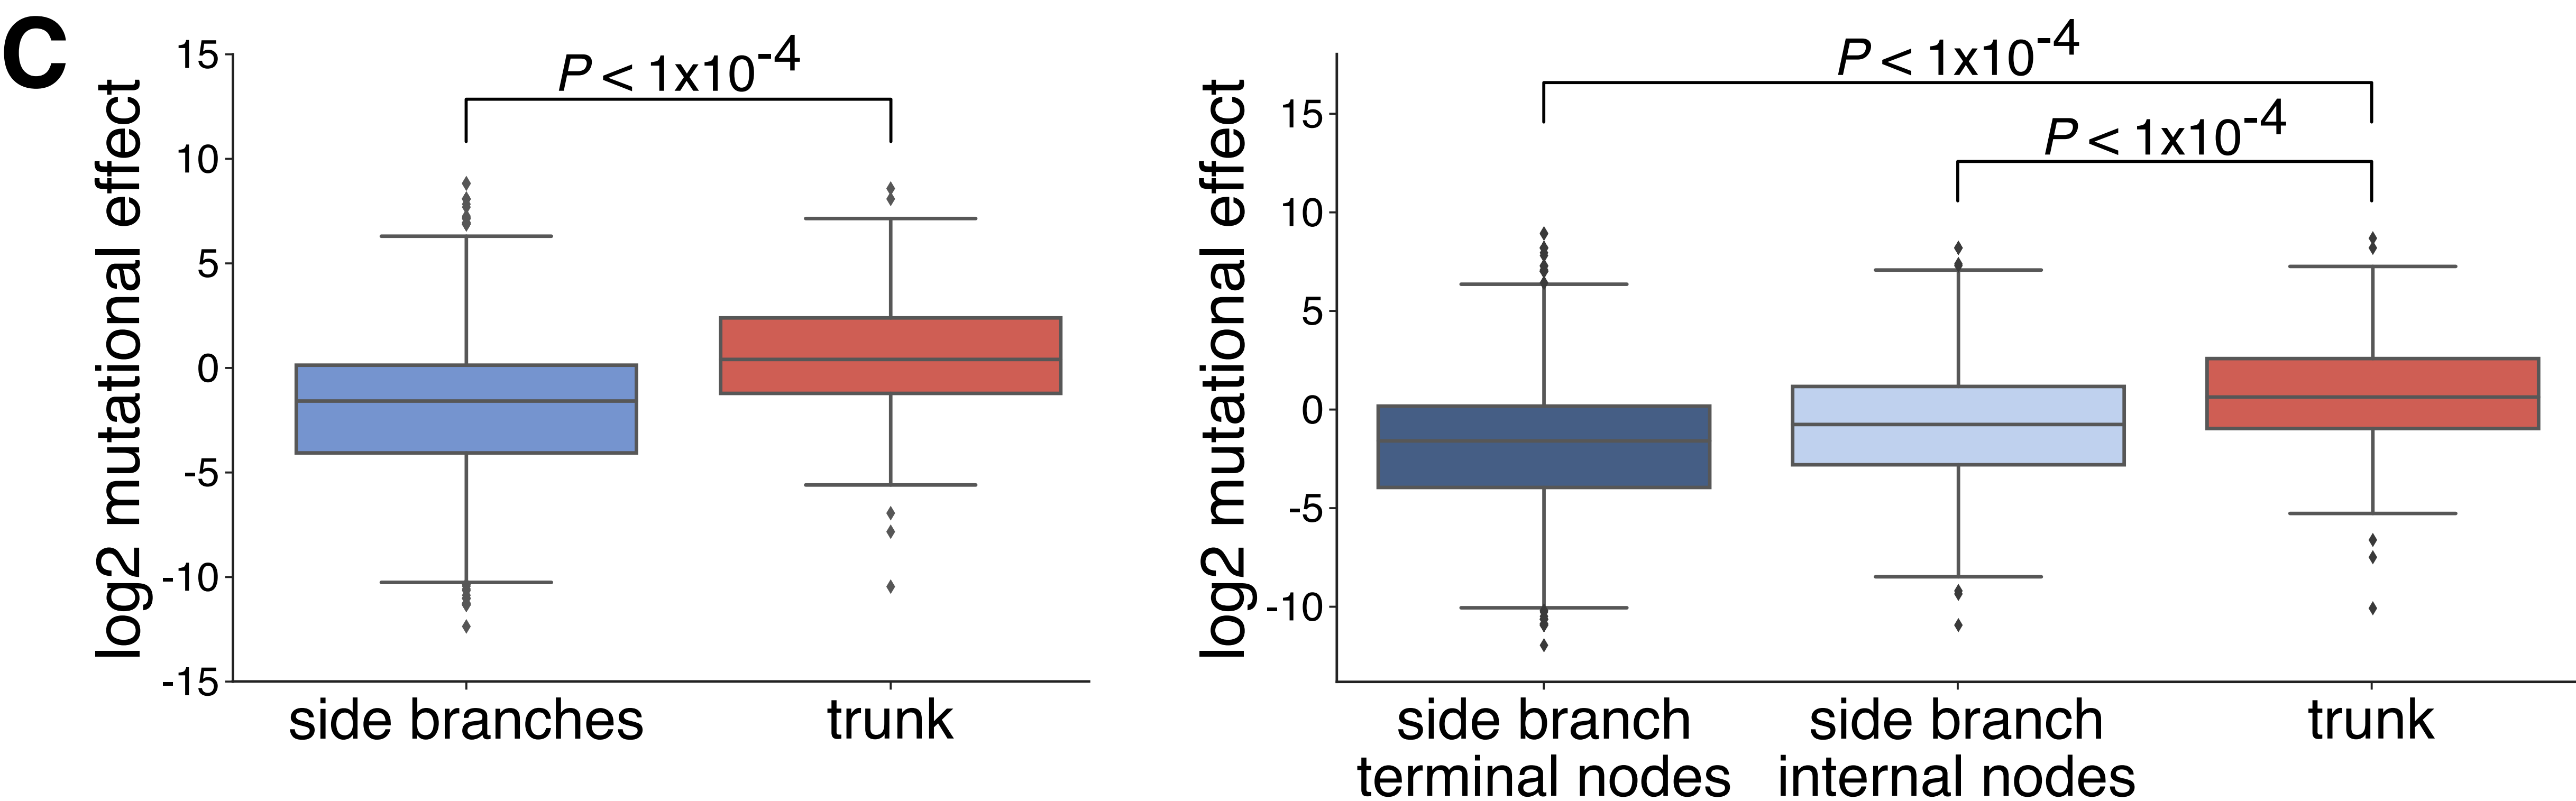 C
log2 mutational effect
15
10
5
0
-5
-10
-15
P < 1x10-4
side branches
trunk
log2 mutational effect
15
10
5
0
-5
-10
P < 1x10-4
P < 1x10-4
side branch
terminal nodes
side branch
internal nodes
trunk